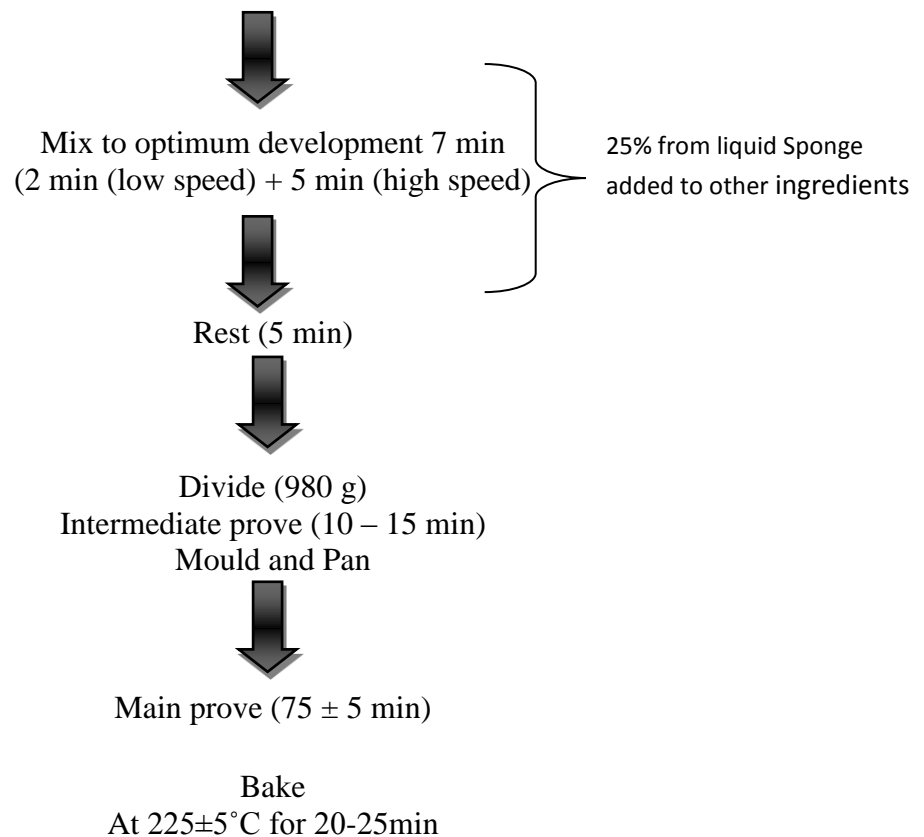 Mix to optimum development 7 min
(2 min (low speed) + 5 min (high speed)
25% from liquid Sponge
added to other ingredients
Rest (5 min)
Divide (980 g)
Intermediate prove (10 – 15 min)
Mould and Pan
Main prove (75 ± 5 min)
Bake
At 225±5˚C for 20-25min